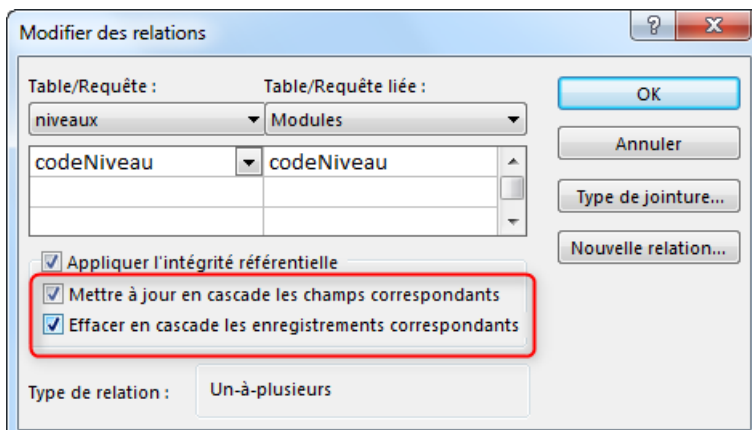 Modifier des relations
Table/Requête :
Table/Requête liée :
niveaux
Modules
codeNiveau
codeNiveau
OK
Annuler
Type de jointure...
Nouvelle relation...
Appliquer l'intégrité référentielle
Mettre à jour en cascade les champs correspondants
Effacer en cascade les enregistrements correspondants
Type de relation :
Un-à-plusieurs